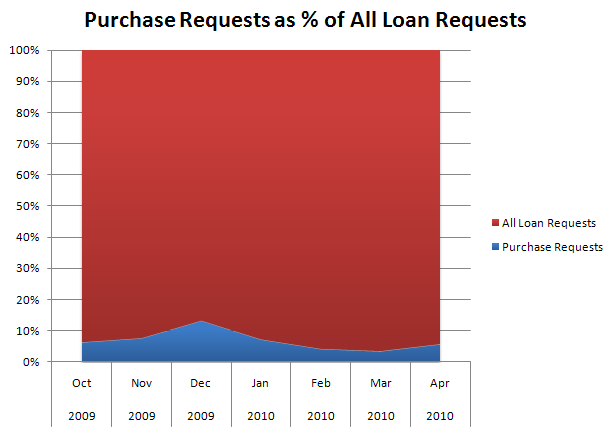 Purchase Requests as % of All Loan Requests
100%
90%
80%
70%
60%
50%
40%
30%
20%
10%
0%
Oct Nov Dec Jan Feb Mar Apr
2009 2009 2009 2010 2010 2010 2010
All Loan Requests
Purchase Requests